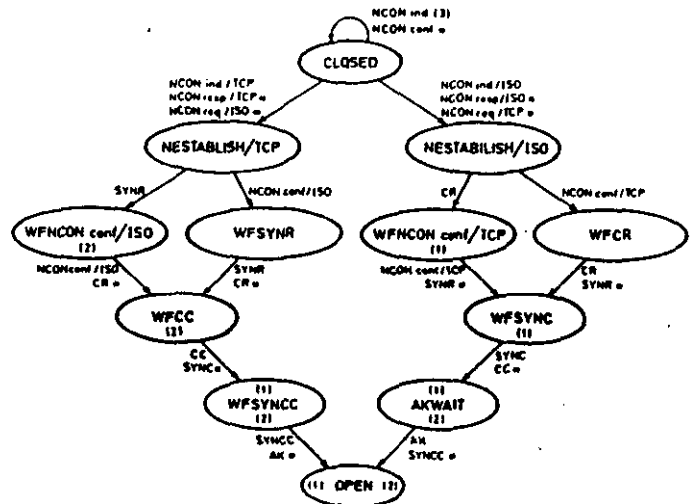 NCON ind (3)
NCON conf *
CLOSED
NCON ind/TCP
NCON resp/TCP *
NCON req/ISO *
NCON ind/ISO
NCON resp/ISO *
NCON req/TCP *
NESTABLISH/TCP
NESTABILISH/ISO
SYNR
NCON conf/ISO
CR
NCON conf/TCP
WFNCON conf/ISO
(2)
WFSYNR
WFNCON conf/TCP
(1)
WFCR
NCONconf/ISO
CR *
SYNR
CR *
NCON conf/TCP
SYNR *
CR
SYNR *
WFCC
(2)
WFSYNC
(1)
CC
SYNC *
SYNC
CC *
(1)
WFSYNCC
(2)
(1)
AKWAIT
(2)
SYNCC
AK *
AK
SYNCC *
(1) OPEN (2)